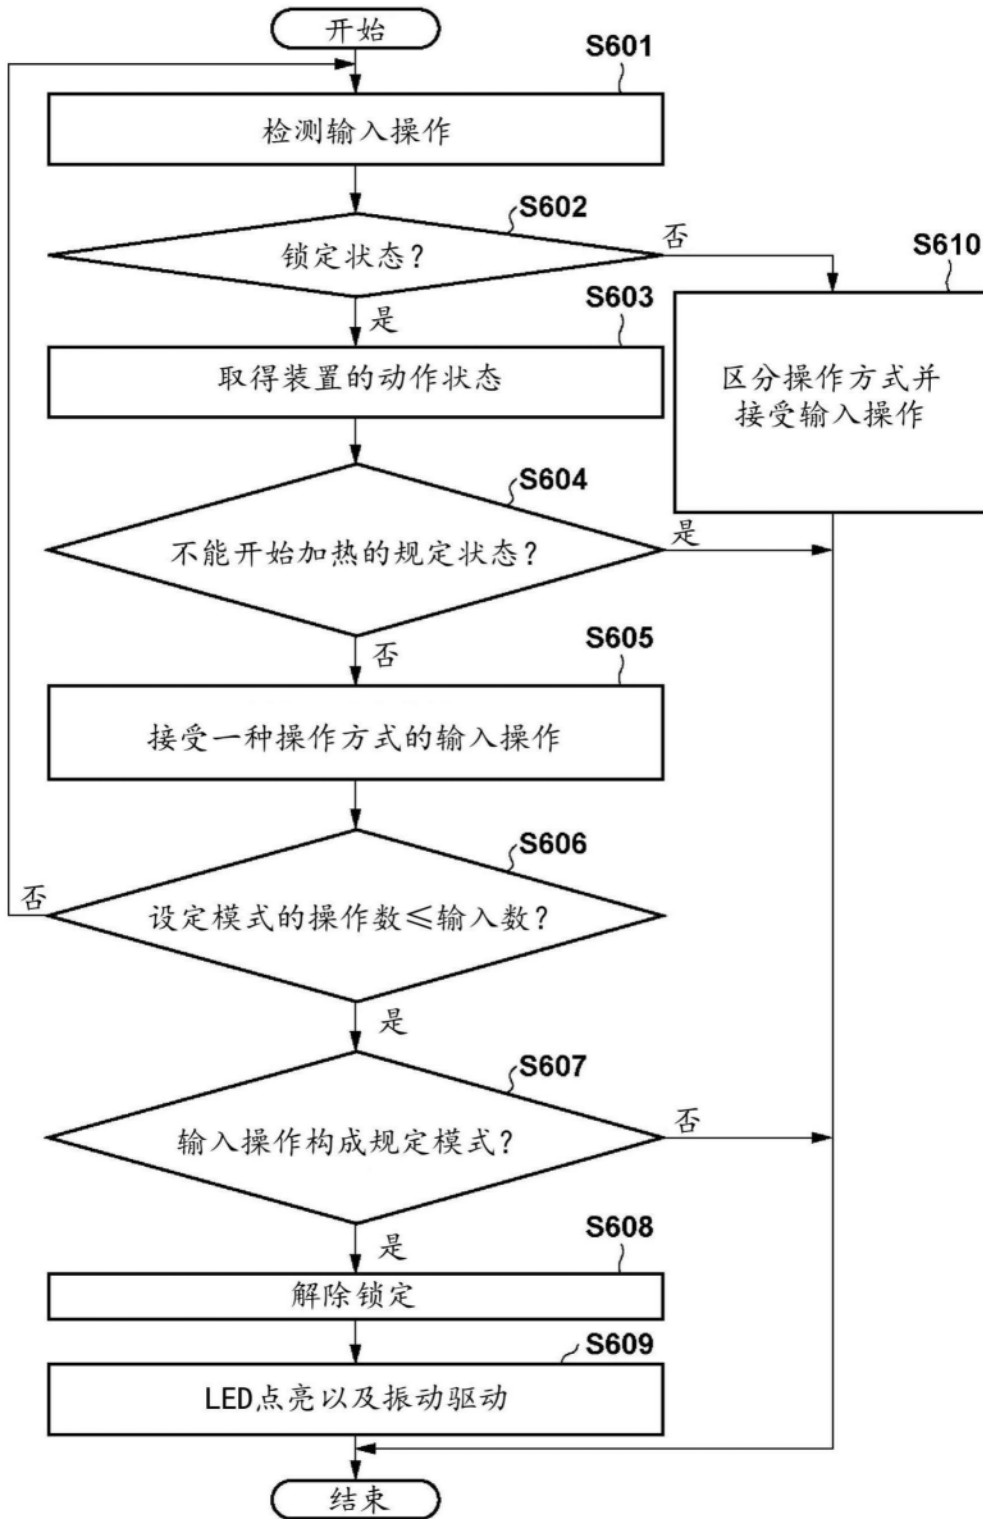 开始
S601
检测输入操作
S602
锁定状态？
否
是
S603
取得装置的动作状态
S610
区分操作方式并
接受输入操作
S604
不能开始加热的规定状态？
是
否
S605
接受一种操作方式的输入操作
S606
设定模式的操作数≤输入数？
否
是
S607
输入操作构成规定模式？
否
是
S608
解除锁定
S609
LED点亮以及振动驱动
结束